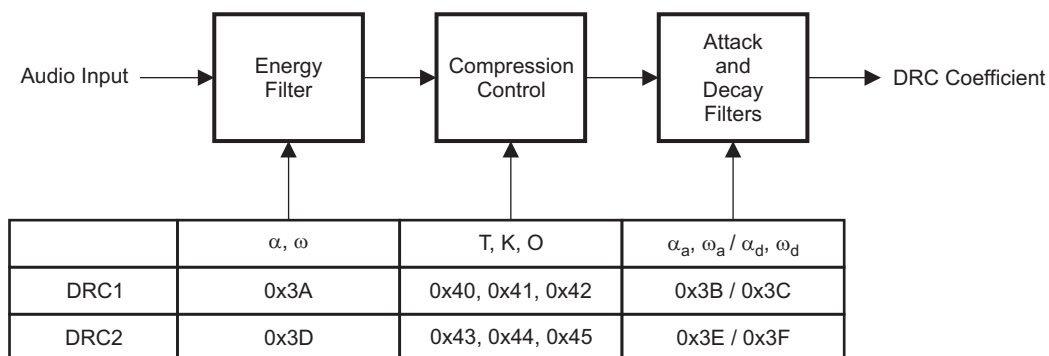 Audio Input
Energy
Filter
Compression
Control
Attack
and
Decay
Filters
DRC Coefficient
α, ω
T, K, O
αa, ωa / αd, ωd
DRC1
0x3A
0x40, 0x41, 0x42
0x3B / 0x3C
DRC2
0x3D
0x43, 0x44, 0x45
0x3E / 0x3F